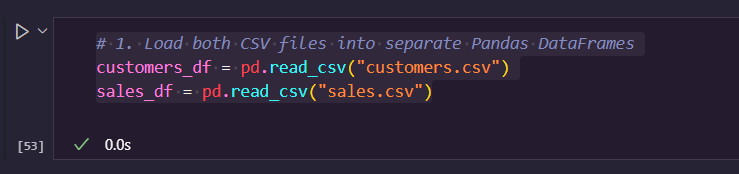 # 1. Load both CSV files into separate Pandas DataFrames
customers_df = pd.read_csv("customers.csv")
sales_df = pd.read_csv("sales.csv")
[53]
0.0s